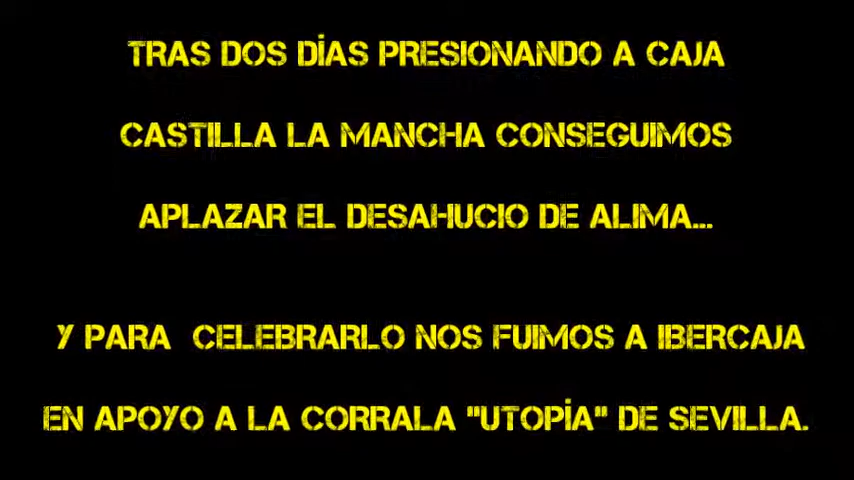 TRAS DOS DÍAS PRESIONANDO A CAJA
CASTILLA LA MANCHA CONSEGUIMOS
APLAZAR EL DESAHUCIO DE ALIMA...
Y PARA CELEBRARLO NOS FUIMOS A IBERCAJA
EN APOYO A LA CORRALA "UTOPÍA" DE SEVILLA.